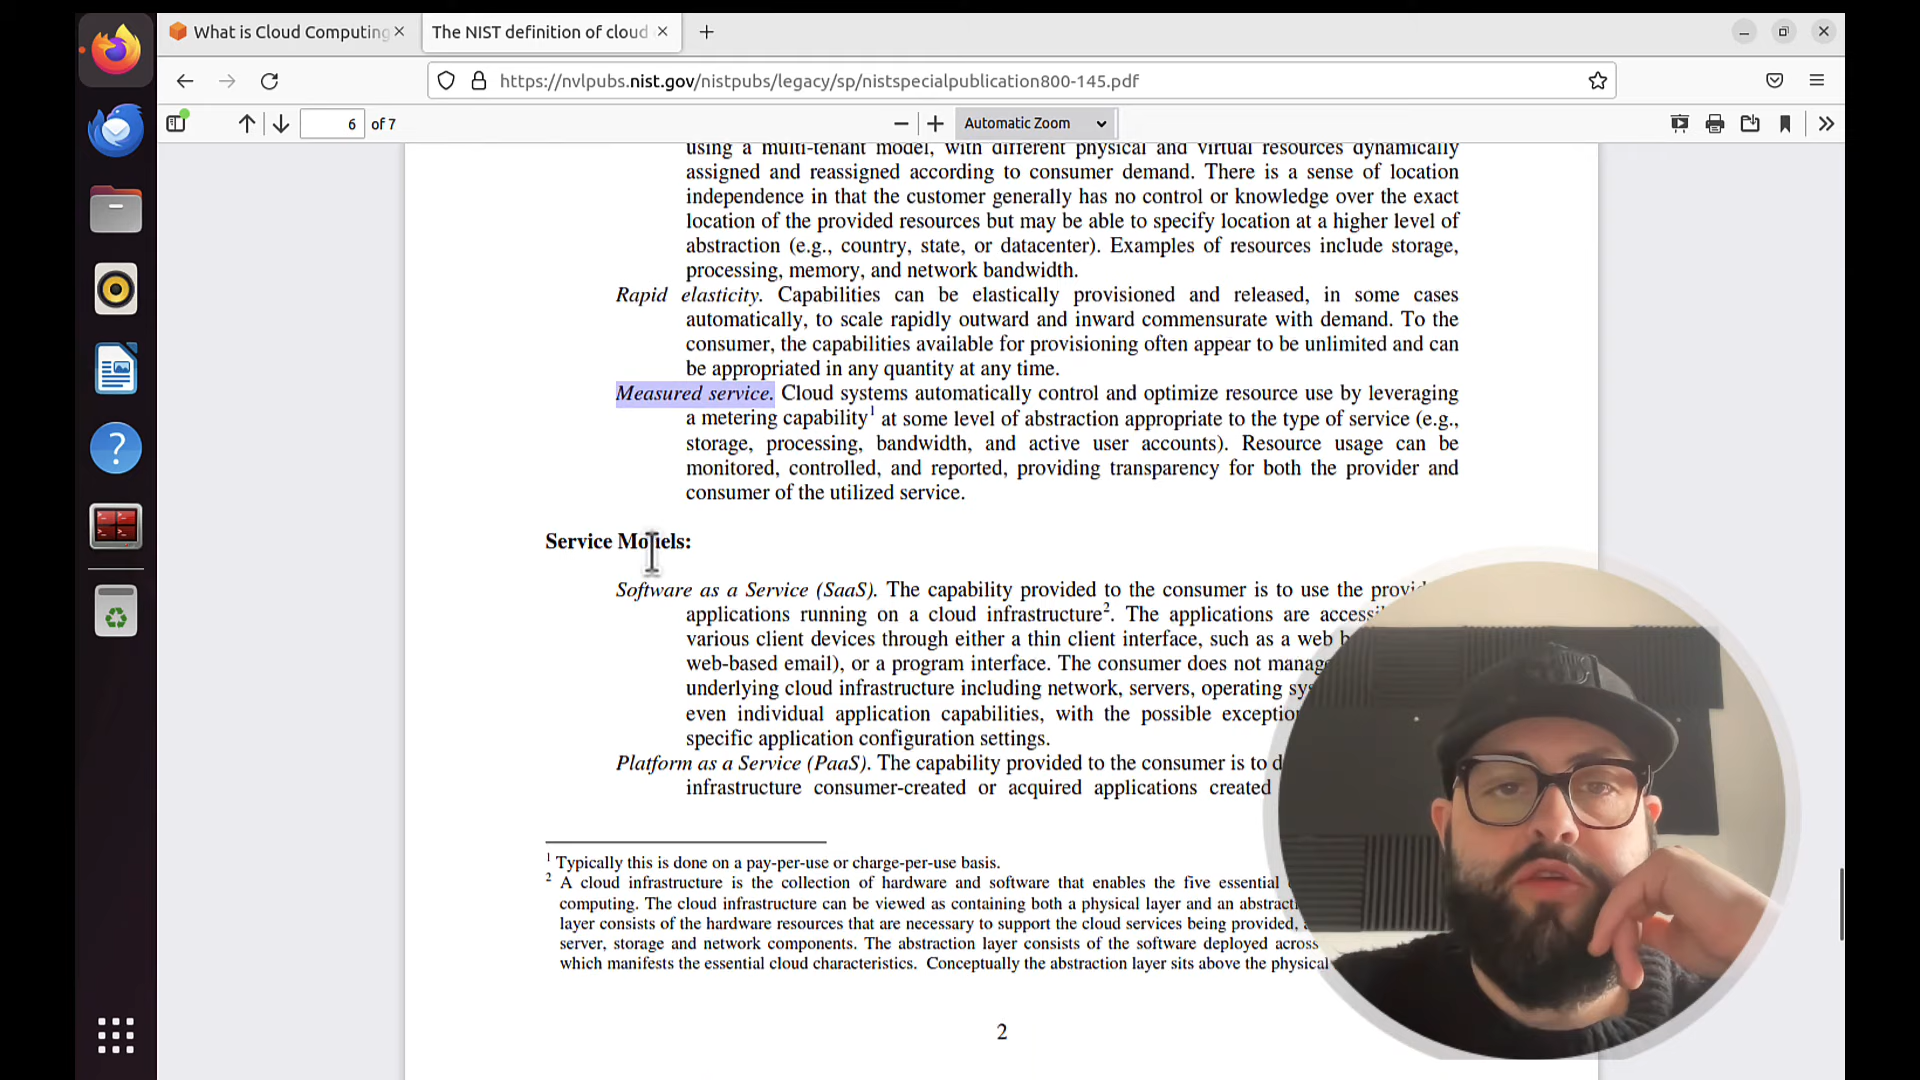 What is Cloud Computing
The NIST definition of cloud
https://nvlpubs.nist.gov/nistpubs/legacy/sp/nistspecialpublication800-145.pdf
6 of 7
Automatic Zoom
using a multi-tenant model, with different physical and virtual resources dynamically
assigned and reassigned according to consumer demand. There is a sense of location
independence in that the customer generally has no control or knowledge over the exact
location of the provided resources but may be able to specify location at a higher level of
abstraction (e.g., country, state, or datacenter). Examples of resources include storage,
processing, memory, and network bandwidth.
Rapid elasticity. Capabilities can be elastically provisioned and released, in some cases
automatically, to scale rapidly outward and inward commensurate with demand. To the
consumer, the capabilities available for provisioning often appear to be unlimited and can
be appropriated in any quantity at any time.
Measured service. Cloud systems automatically control and optimize resource use by leveraging
a metering capability1 at some level of abstraction appropriate to the type of service (e.g.,
storage, processing, bandwidth, and active user accounts). Resource usage can be
monitored, controlled, and reported, providing transparency for both the provider and
consumer of the utilized service.
Service Models:
Software as a Service (SaaS). The capability provided to the consumer is to use the
applications running on a cloud infrastructure2. The applications are
various client devices through either a thin client interface, such as a web
web-based email), or a program interface. The consumer does not
underlying cloud infrastructure including network, servers, operating
even individual application capabilities, with the possible
specific application configuration settings.
Platform as a Service (PaaS). The capability provided to the consumer is to
infrastructure consumer-created or acquired applications created
1 Typically this is done on a pay-per-use or charge-per-use basis.
2 A cloud infrastructure is the collection of hardware and software that enables the five essential
computing. The cloud infrastructure can be viewed as containing both a physical layer and an
layer consists of the hardware resources that are necessary to support the cloud services being provided,
server, storage and network components. The abstraction layer consists of the software deployed across
which manifests the essential cloud characteristics. Conceptually the abstraction layer sits above the physical
2